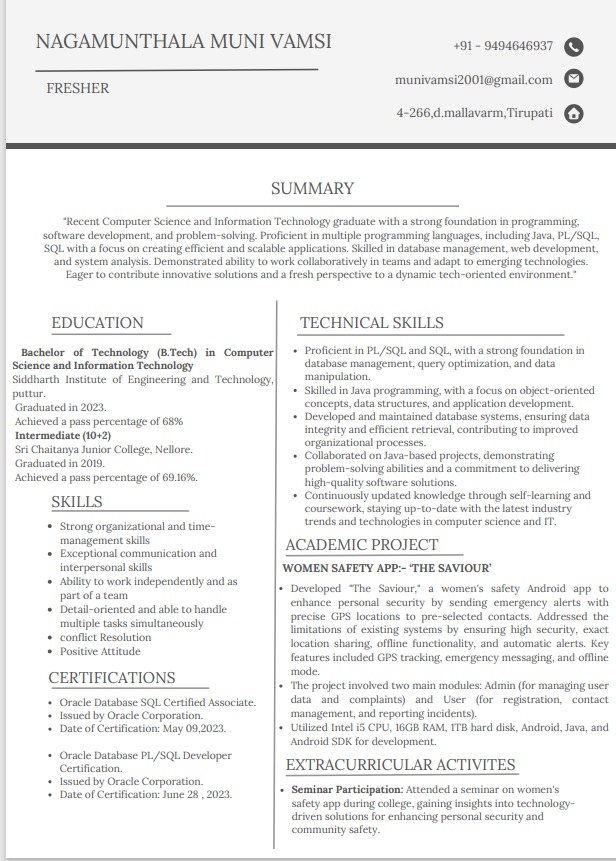 NAGAMUNTHALA MUNI VAMSI
FRESHER
+91 - 9494646937
munivamsi2001@gmail.com
4-266,d.mallavarm,Tirupati
SUMMARY
"Recent Computer Science and Information Technology graduate with a strong foundation in programming,
software development, and problem-solving. Proficient in multiple programming languages, including Java, PL/SQL,
SQL with a focus on creating efficient and scalable applications. Skilled in database management, web development,
and system analysis. Demonstrated ability to work collaboratively in teams and adapt to emerging technologies.
Eager to contribute innovative solutions and a fresh perspective to a dynamic tech-oriented environment."
EDUCATION
Bachelor of Technology (B.Tech) in Computer
Science and Information Technology
Siddharth Institute of Engineering and Technology,
puttur.
Graduated in 2023.
Achieved a pass percentage of 68%
Intermediate (10+2)
Sri Chaitanya Junior College, Nellore.
Graduated in 2019.
Achieved a pass percentage of 69.16%.
SKILLS
• Strong organizational and time-
management skills
• Exceptional communication and
interpersonal skills
• Ability to work independently and as
part of a team
• Detail-oriented and able to handle
multiple tasks simultaneously
• conflict Resolution
• Positive Attitude
CERTIFICATIONS
• Oracle Database SQL Certified Associate.
• Issued by Oracle Corporation.
• Date of Certification: May 09,2023.
• Oracle Database PL/SQL Developer
Certification.
• Issued by Oracle Corporation.
• Date of Certification: June 28 , 2023.
TECHNICAL SKILLS
• Proficient in PL/SQL and SQL, with a strong foundation in
database management, query optimization, and data
manipulation.
• Skilled in Java programming, with a focus on object-oriented
concepts, data structures, and application development.
• Developed and maintained database systems, ensuring data
integrity and efficient retrieval, contributing to improved
organizational processes.
• Collaborated on Java-based projects, demonstrating
problem-solving abilities and a commitment to delivering
high-quality software solutions.
• Continuously updated knowledge through self-learning and
coursework, staying up-to-date with the latest industry
trends and technologies in computer science and IT.
ACADEMIC PROJECT
WOMEN SAFETY APP:- ‘THE SAVIOUR’
• Developed "The Saviour," a women's safety Android app to
enhance personal security by sending emergency alerts with
precise GPS locations to pre-selected contacts. Addressed the
limitations of existing systems by ensuring high security, exact
location sharing, offline functionality, and automatic alerts. Key
features included GPS tracking, emergency messaging, and offline
mode.
• The project involved two main modules: Admin (for managing user
data and complaints) and User (for registration, contact
management, and reporting incidents).
• Utilized Intel i5 CPU, 16GB RAM, 1TB hard disk, Android, Java, and
Android SDK for development.
EXTRACURRICULAR ACTIVITES
• Seminar Participation: Attended a seminar on women's
safety app during college, gaining insights into technology-
driven solutions for enhancing personal security and
community safety.